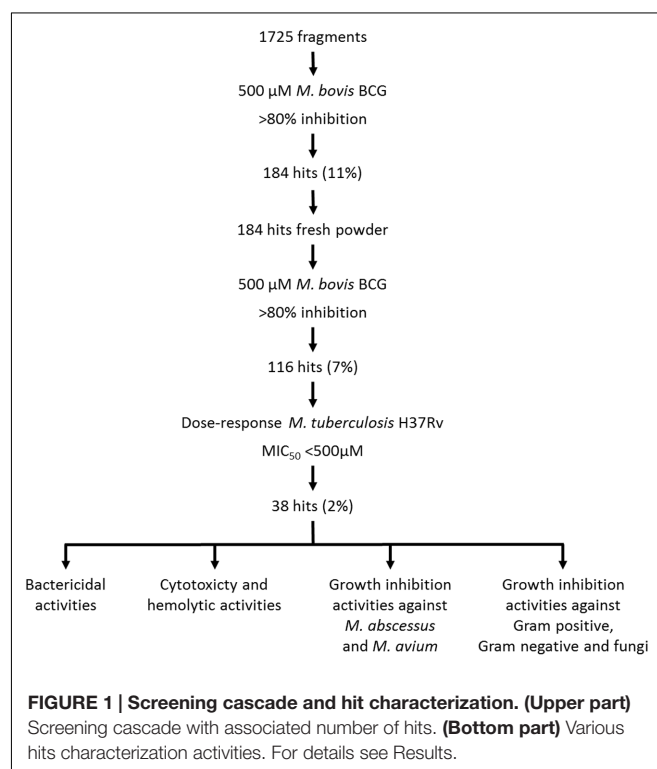 1725 fragments
500 µM M. bovis BCG
>80% inhibition
184 hits (11%)
184 hits fresh powder
500 µM M. bovis BCG
>80% inhibition
116 hits (7%)
Dose-response M. tuberculosis H37Rv
MIC50 <500µM
38 hits (2%)
Bactericidal
activities
Cytotoxicty and
hemolytic activities
Growth inhibition
activities against
M. abscessus
and M. avium
Growth inhibition
activities against
Gram positive,
Gram negative and fungi
FIGURE 1 | Screening cascade and hit characterization. (Upper part)
Screening cascade with associated number of hits. (Bottom part) Various
hits characterization activities. For details see Results.